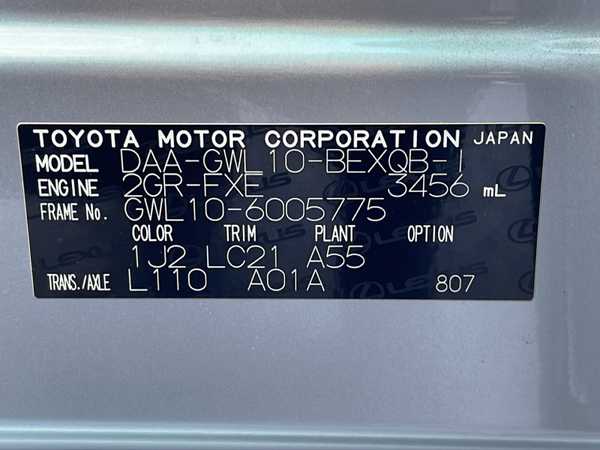 TOYOTA MOTOR CORPORATION JAPAN
MODEL DAA-GWL10-BEXQB-I
ENGINE 2GR-FXE 3456 mL
FRAME No. GWL10-6005775
COLOR TRIM PLANT OPTION
1J2 LC21 A55
TRANS./AXLE L110 A01A 807